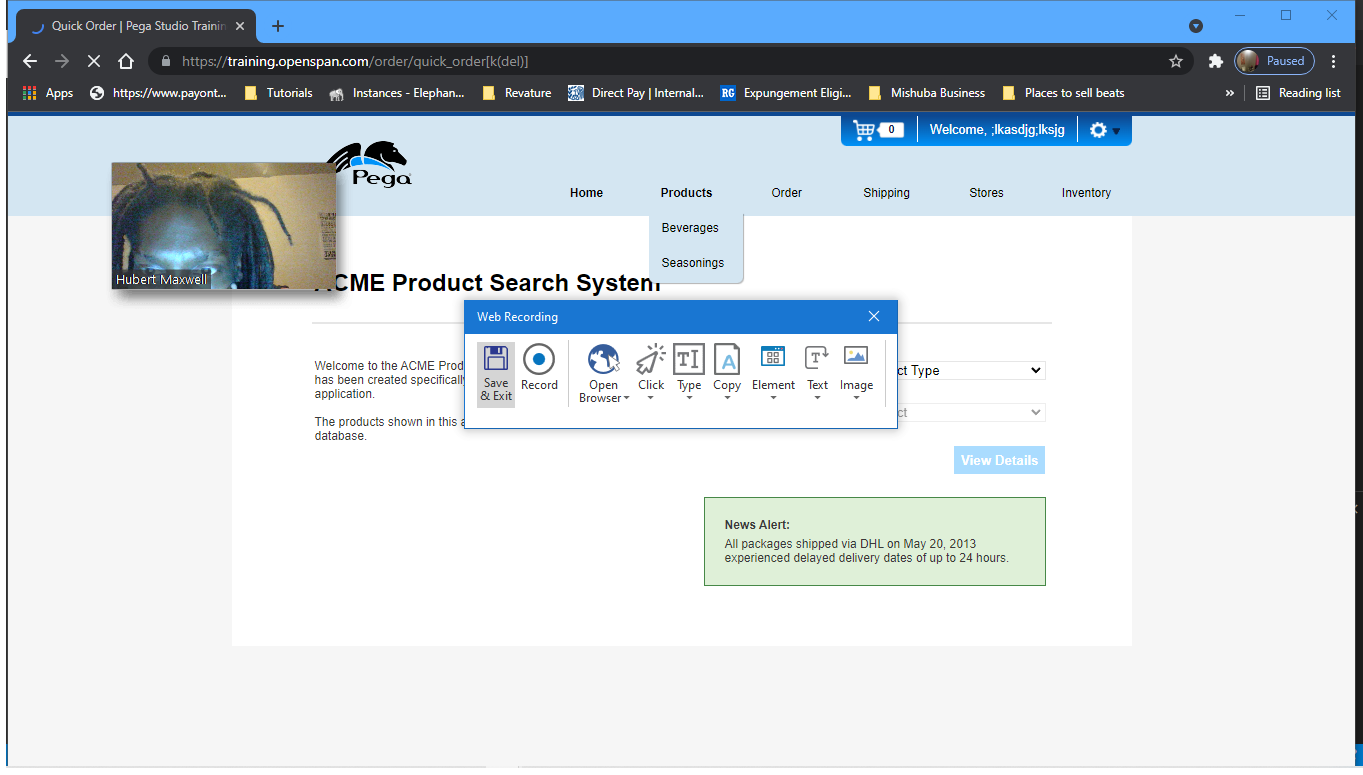 Quick Order | Pega Studio Trainin
https://training.openspan.com/order/quick_order[k(del)]
Paused
Apps
https://www.payont...
Tutorials
Instances - Elephan...
Revature
Direct Pay | Internal...
RG
Expungement Eligi...
Mishuba Business
Places to sell beats
»
Reading list
0
Welcome, ;lkasdjg;lksjg
Pega
Home
Products
Order
Shipping
Stores
Inventory
Beverages
Seasonings
Hubert Maxwell
CME Product Search System
Web Recording
Save
& Exit
Record
Open
Browser
Click
Type
Copy
Element
Text
Image
Welcome to the ACME Prod
has been created specifically
application.
The products shown in this a
database.
ct Type
ct
View Details
News Alert:
All packages shipped via DHL on May 20, 2013
experienced delayed delivery dates of up to 24 hours.